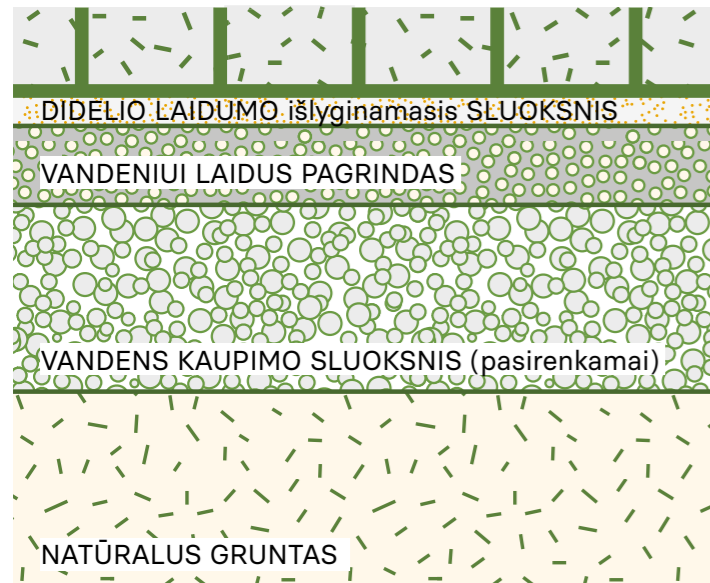 DIDELIO LAIDUMO išlyginamasis SLUOKSNIS
VANDENIUI LAIDUS PAGRINDAS
VANDENS KAUPIMO SLUOKSNIS (pasirenkamai)
NATŪRALUS GRUNTAS